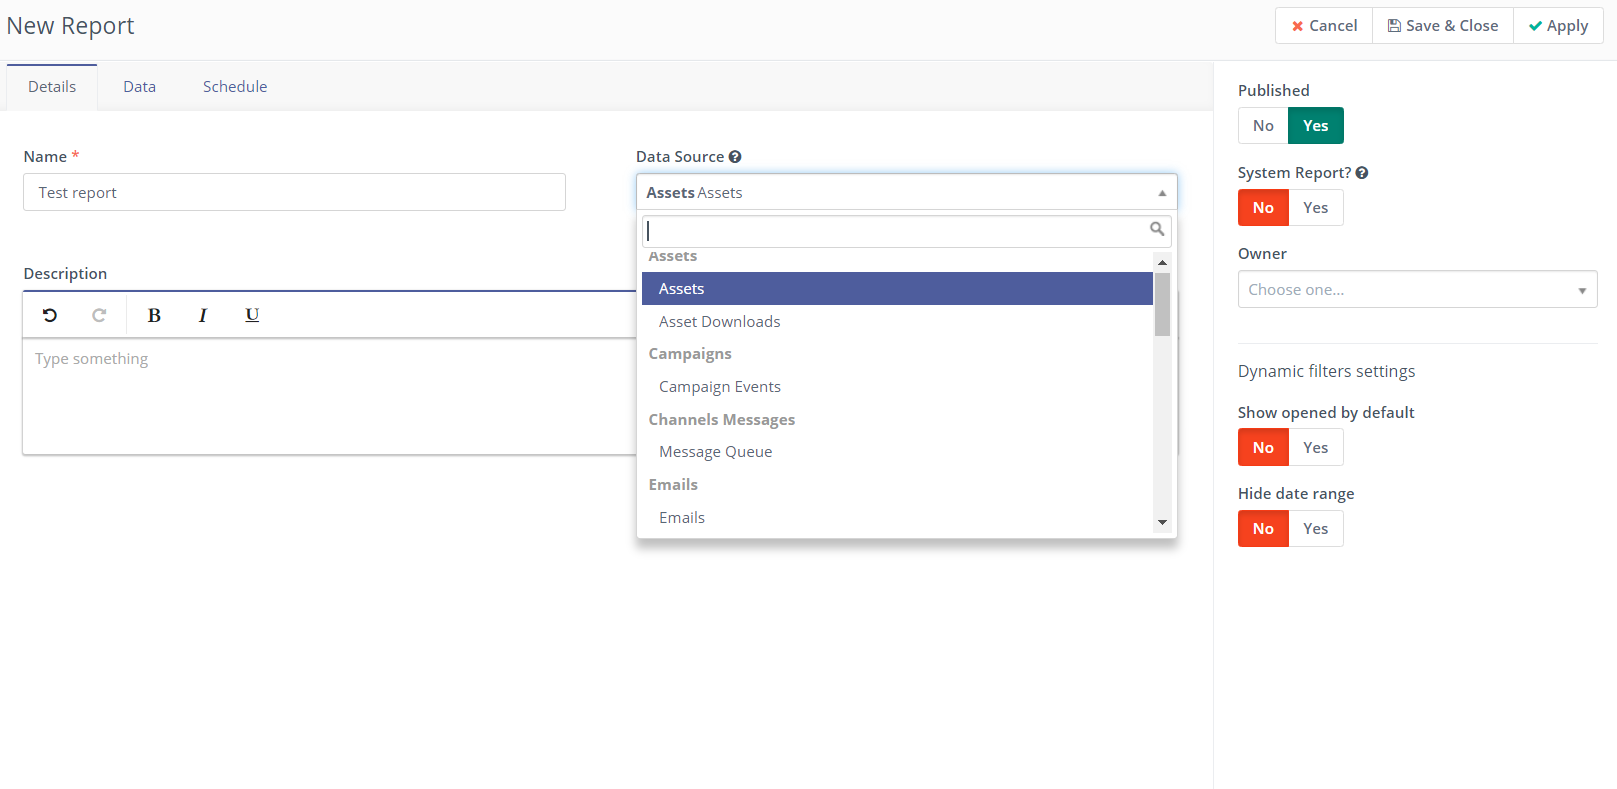 New Report
Cancel
Save & Close
Apply
Details
Data
Schedule
Name *
Test report
Data Source
Assets Assets
Assets
Assets
Asset Downloads
Campaigns
Campaign Events
Channels Messages
Message Queue
Emails
Emails
Description
B I U
Type something
Published
No Yes
System Report?
No Yes
Owner
Choose one...
Dynamic filters settings
Show opened by default
No Yes
Hide date range
No Yes